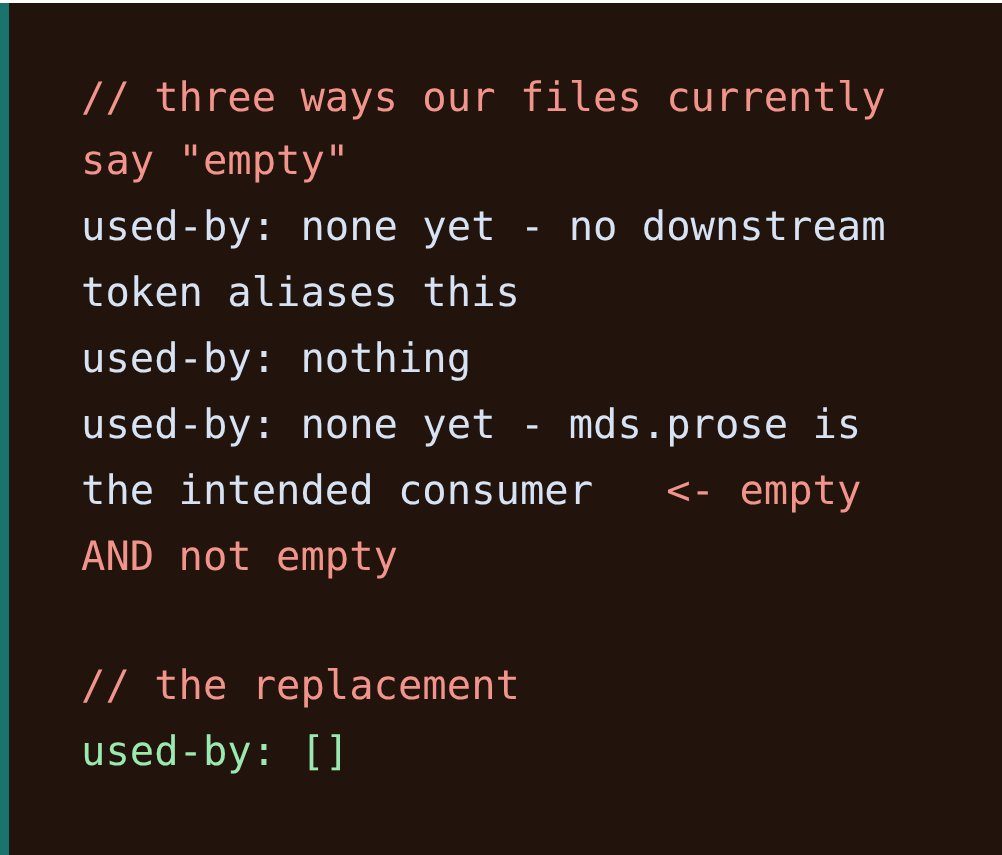 // three ways our files currently
say "empty"
used-by: none yet - no downstream
token aliases this
used-by: nothing
used-by: none yet - mds.prose is
the intended consumer   <- empty
AND not empty

// the replacement
used-by: []